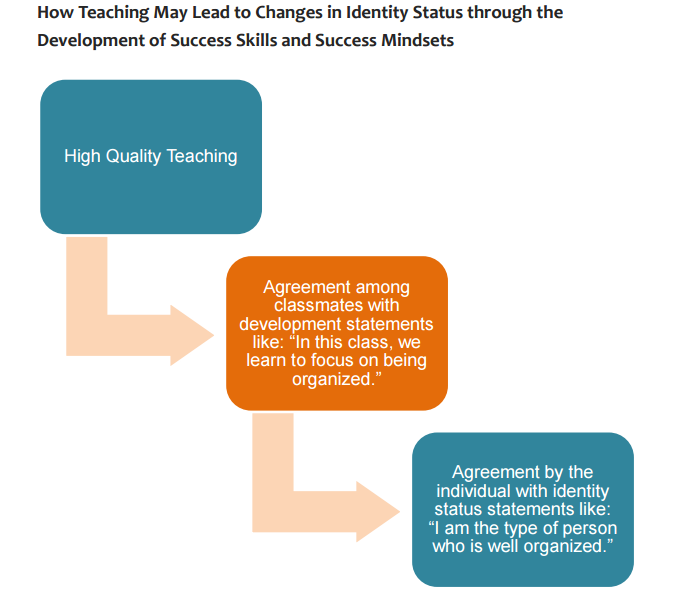 How Teaching May Lead to Changes in Identity Status through the
Development of Success Skills and Success Mindsets
High Quality Teaching
Agreement among
classmates with
development statements
like: “In this class, we
learn to focus on being
organized.”
Agreement by the
individual with identity
status statements like:
“I am the type of person
who is well organized.”